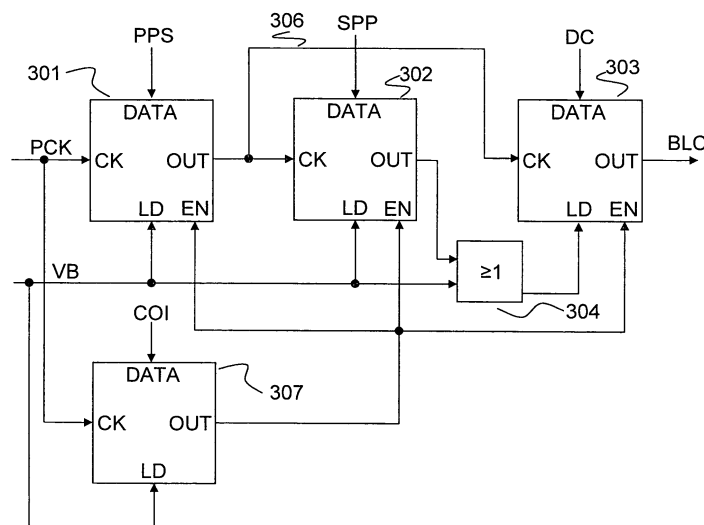 306
PPS
SPP
DC
301
302
303
DATA
DATA
DATA
PCK
CK
OUT
CK
OUT
CK
OUT
BLC
LD
EN
LD
EN
LD
EN
VB
≥1
304
COI
DATA
307
CK
OUT
LD